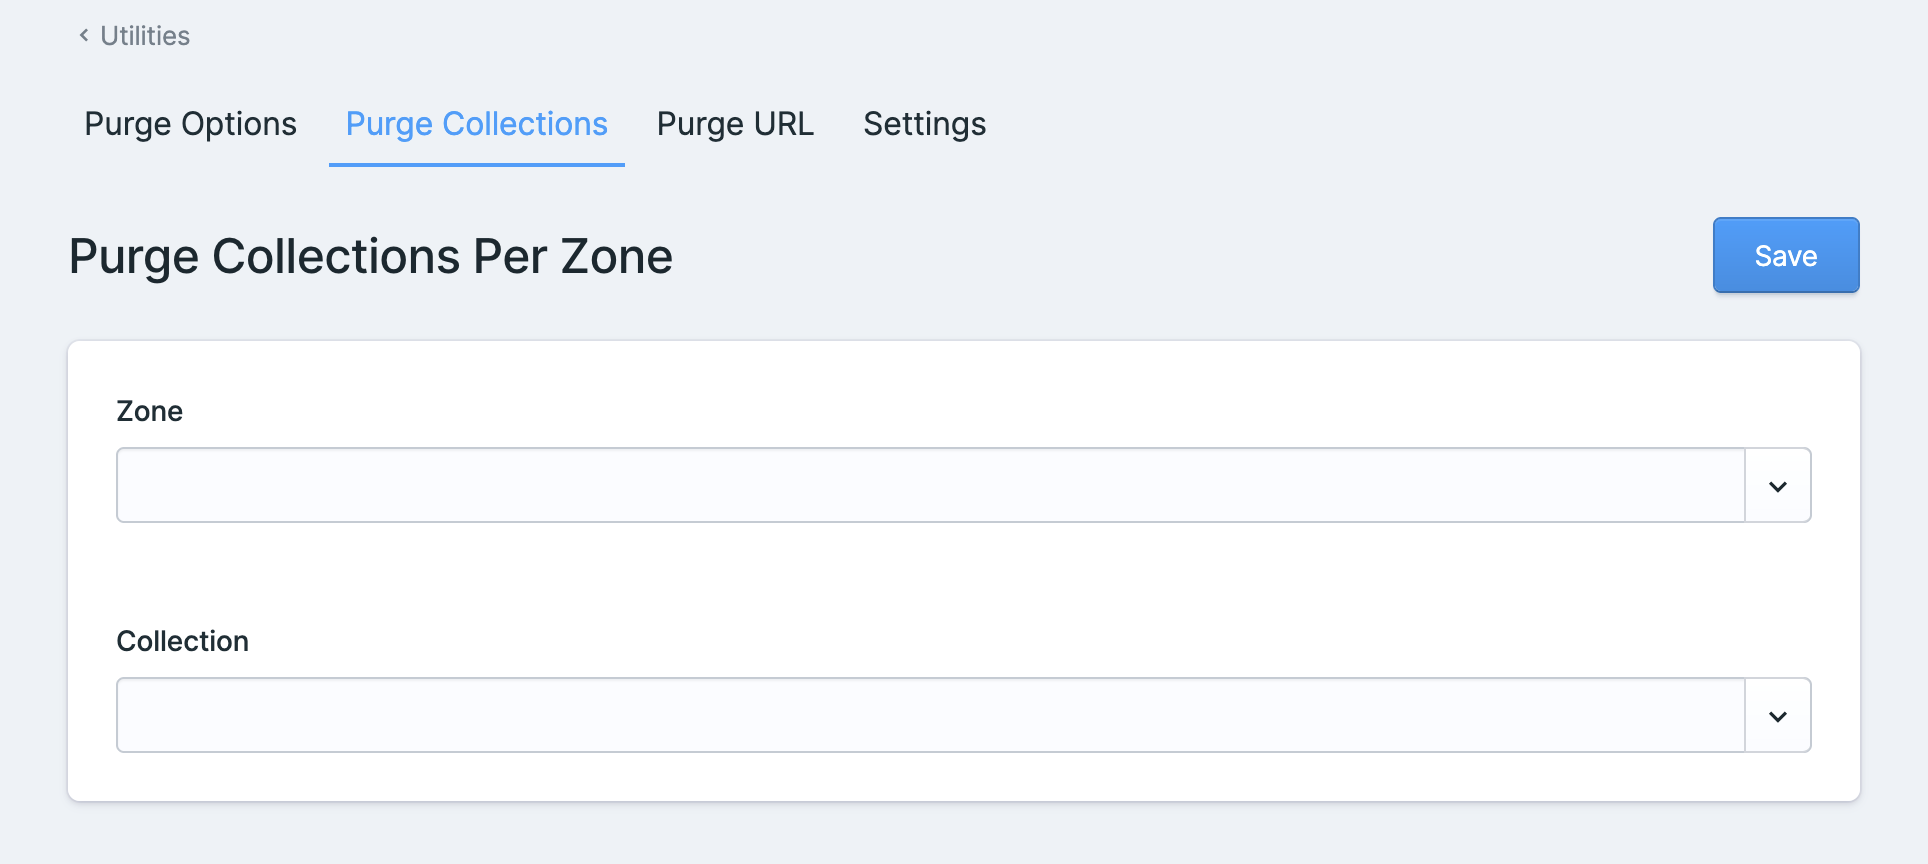 Utilities
Purge Options Purge Collections Purge URL Settings
Purge Collections Per Zone Save
Zone
Collection